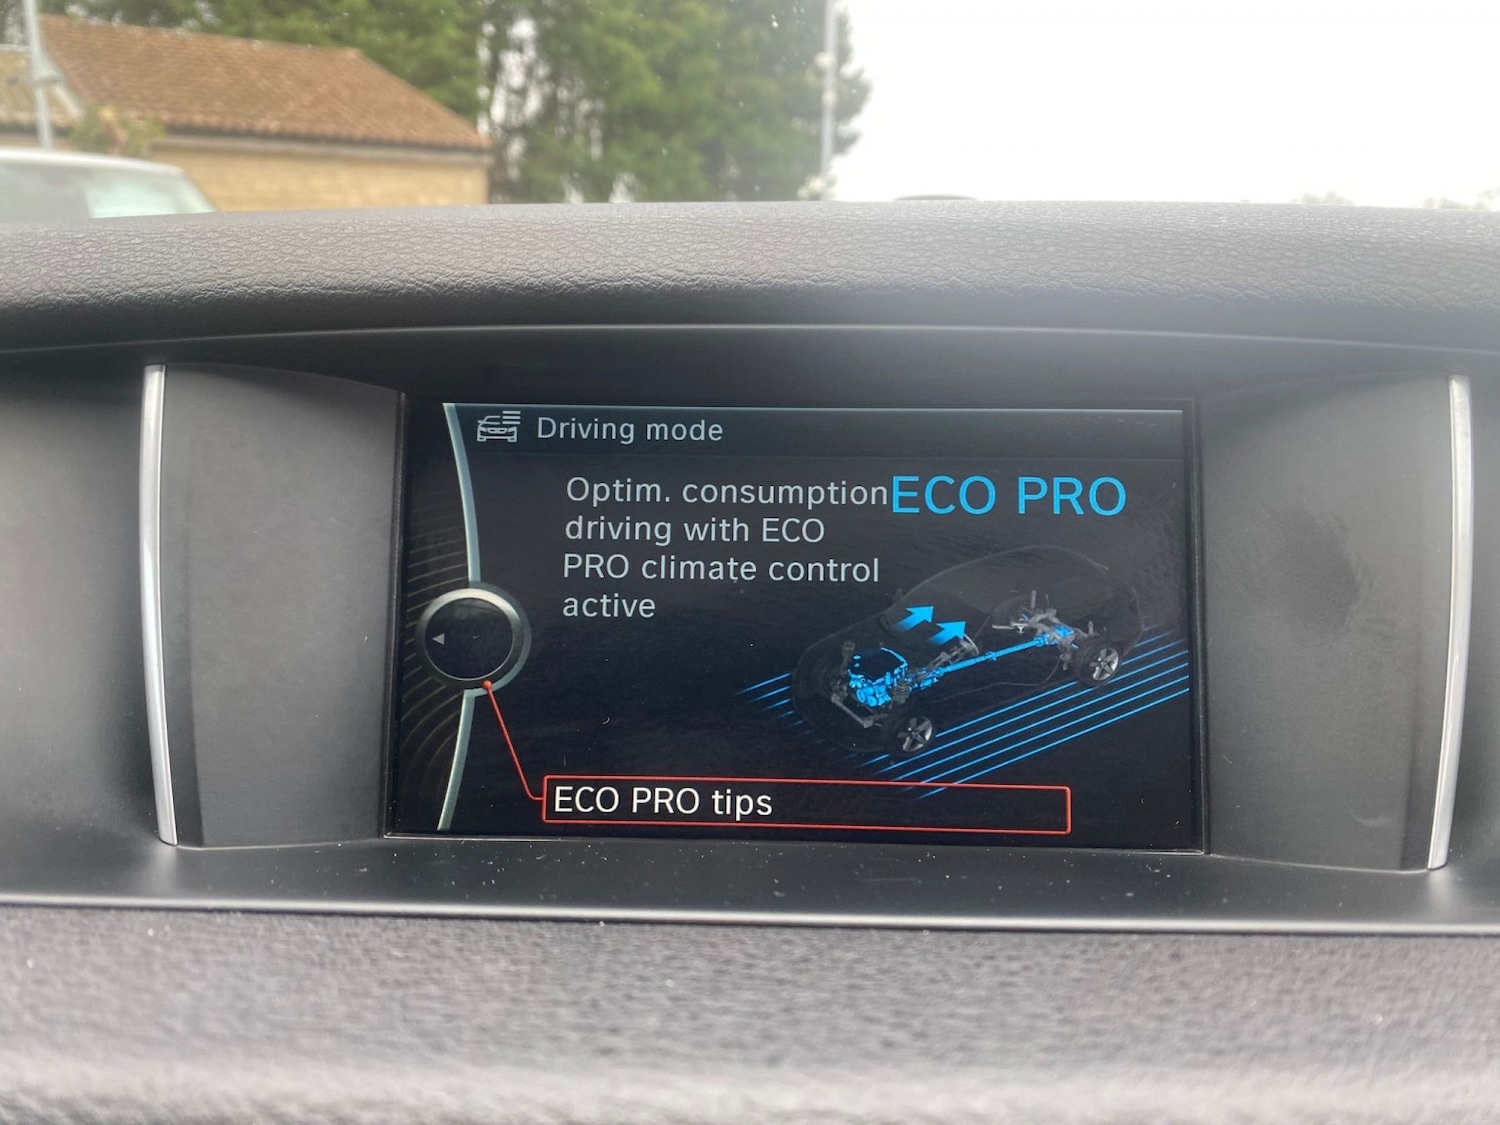 Driving mode
Optim. consumption ECO PRO
driving with ECO
PRO climate control
active
ECO PRO tips